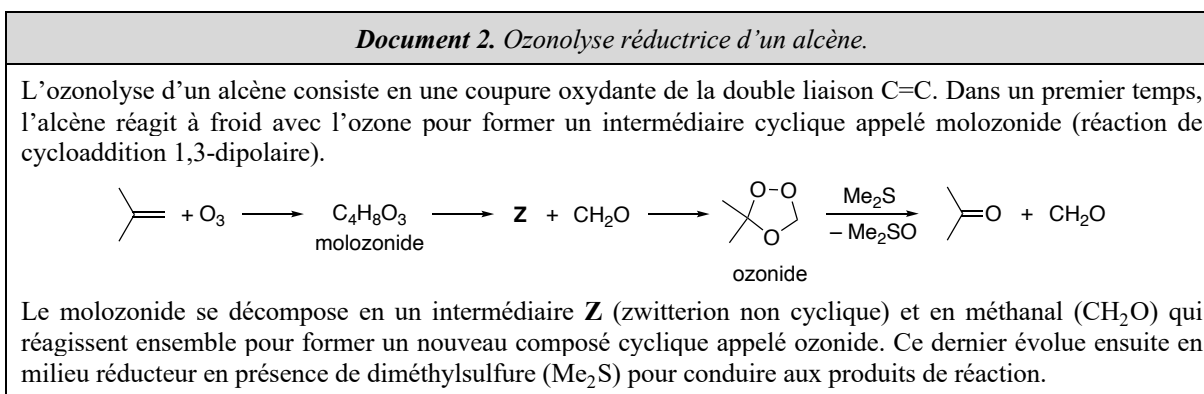 Document 2. Ozonolyse réductrice d’un alcène.
L’ozonolyse d’un alcène consiste en une coupure oxydante de la double liaison C=C. Dans un premier temps,
l’alcène réagit à froid avec l’ozone pour former un intermédiaire cyclique appelé molozonide (réaction de
cycloaddition 1,3-dipolaire).
+ O₃ C₄H₈O₃ Z + CH₂O O-O O Me₂S – Me₂SO O + CH₂O
molozonide
ozonide
Le molozonide se décompose en un intermédiaire Z (zwitterion non cyclique) et en méthanal (CH₂O) qui
réagissent ensemble pour former un nouveau composé cyclique appelé ozonide. Ce dernier évolue ensuite en
milieu réducteur en présence de diméthylsulfure (Me₂S) pour conduire aux produits de réaction.